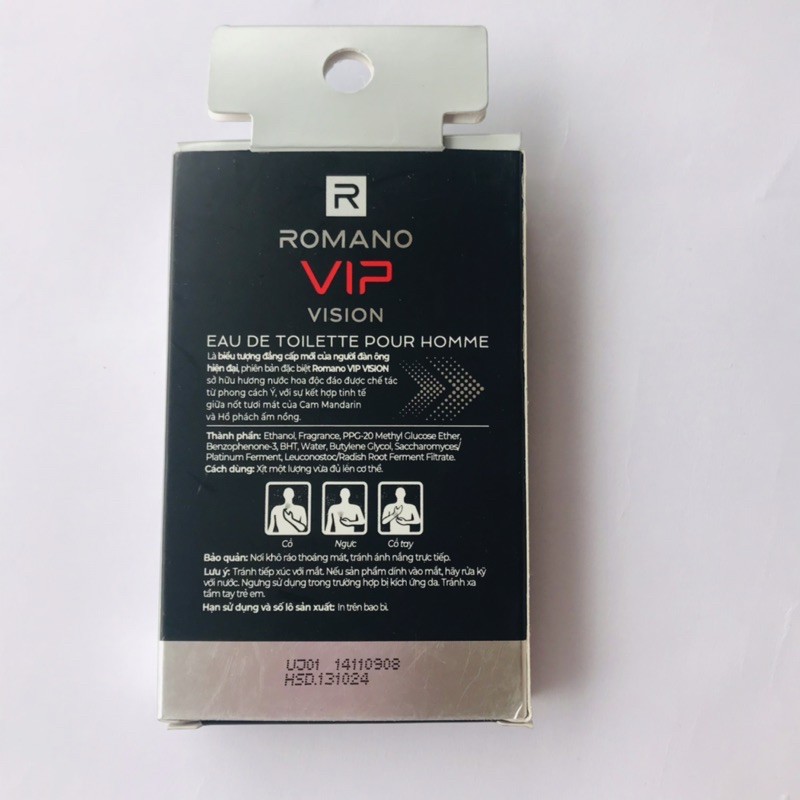 R
ROMANO
VIP
VISION
EAU DE TOILETTE POUR HOMME
Là biểu tượng đẳng cấp mới của người đàn ông
hiện đại, phiên bản đặc biệt Romano VIP VISION
sở hữu hương nước hoa độc đáo được chế tác
từ phong cách Ý, với sự kết hợp tinh tế
giữa nốt tươi mát của Cam Mandarin
và Hổ phách ấm nồng.
Thành phần: Ethanol, Fragrance, PPG-20 Methyl Glucose Ether,
Benzophenone-3, BHT, Water, Butylene Glycol, Saccharomyces/
Platinum Ferment, Leuconostoc/Radish Root Ferment Filtrate.
Cách dùng: Xịt một lượng vừa đủ lên cơ thể.
Cổ Ngực Cổ tay
Bảo quản: Nơi khô ráo thoáng mát, tránh ánh nắng trực tiếp.
Lưu ý: Tránh tiếp xúc với mắt. Nếu sản phẩm dính vào mắt, hãy rửa kỹ
với nước. Ngưng sử dụng trong trường hợp bị kích ứng da. Tránh xa
tầm tay trẻ em.
Hạn sử dụng và số lô sản xuất: In trên bao bì.
UJ01 14110908
HSD.131024